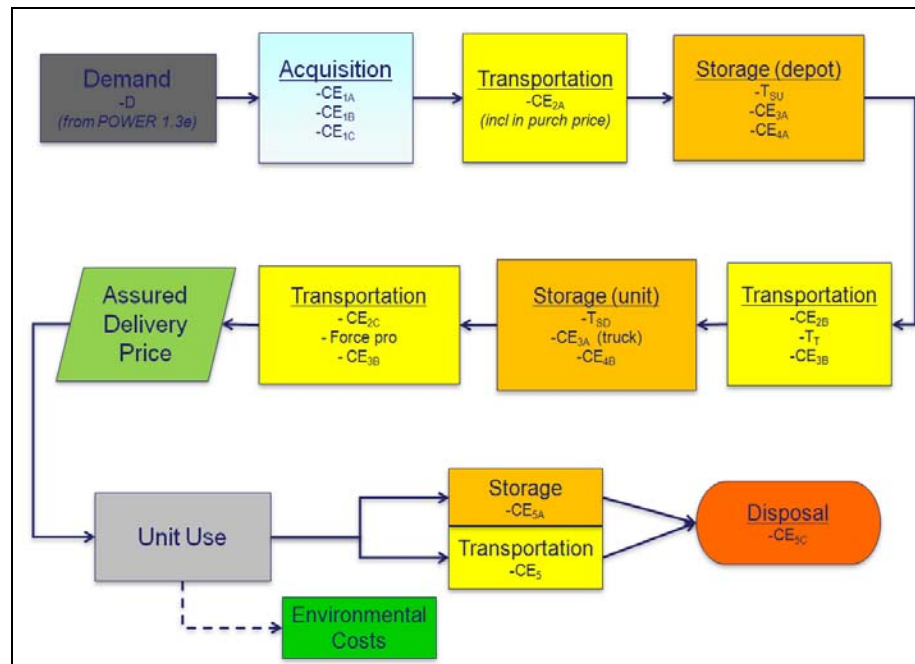 Demand
-D
(from POWER 1.3e)
Acquisition
-CE1A
-CE1B
-CE1C
Transportation
-CE2A
(incl in purch price)
Storage (depot)
-TSU
-CE3A
-CE4A
Transportation
-CE2B
-TT
-CE3B
Storage (unit)
-TSD
-CE3A (truck)
-CE4B
Transportation
- CE2C
- Force pro
- CE3B
Assured
Delivery
Price
Unit Use
Storage
-CE5A
Transportation
-CE5
Disposal
-CE5C
Environmental
Costs